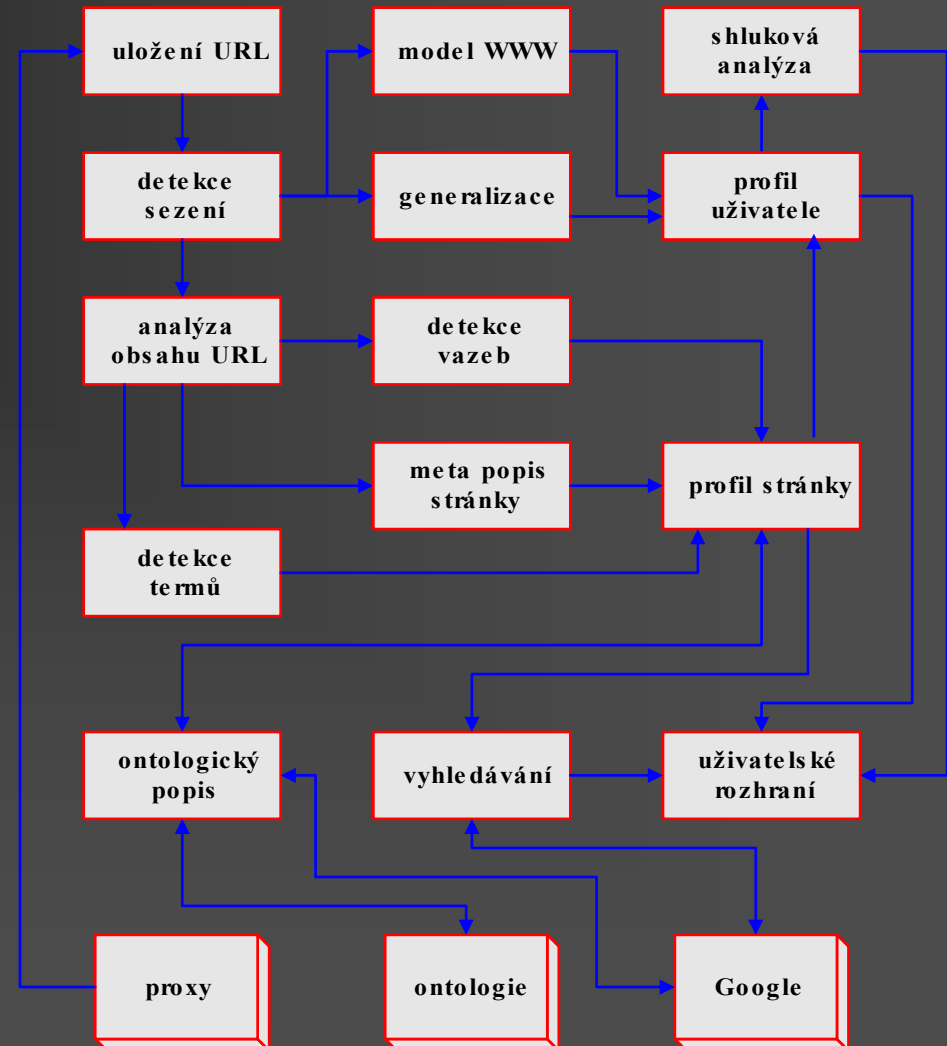 uložení URL
model WWW
shluková
analýza
detekce
sezení
generalizace
profil
uživatele
analýza
obsahu URL
detekce
vazeb
meta popis
stránky
profil stránky
detekce
termů
ontologický
popis
vyhledávání
uživatelské
rozhraní
proxy
ontologie
Google